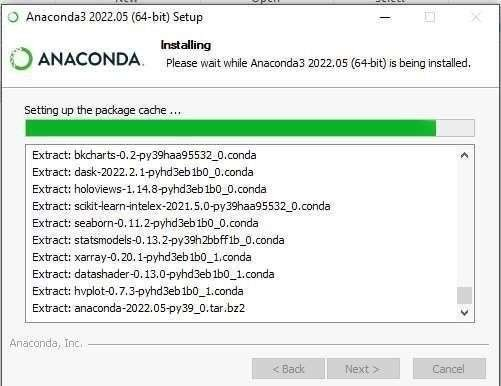 Anaconda3 2022.05 (64-bit) Setup
ANACONDA.
Installing
Please wait while Anaconda3 2022.05 (64-bit) is being installed.
Setting up the package cache ...
Extract: bkcharts-0.2-py39haa95532_0.conda
Extract: dask-2022.2.1-pyhd3eb1b0_0.conda
Extract: holoviews-1.14.8-pyhd3eb1b0_0.conda
Extract: scikit-learn-intelex-2021.5.0-py39haa95532_0.conda
Extract: seaborn-0.11.2-pyhd3eb1b0_0.conda
Extract: statsmodels-0.13.2-py39h2bbff1b_0.conda
Extract: xarray-0.20.1-pyhd3eb1b0_1.conda
Extract: datashader-0.13.0-pyhd3eb1b0_1.conda
Extract: hvplot-0.7.3-pyhd3eb1b0_1.conda
Extract: anaconda-2022.05-py39_0.tar.bz2
Anaconda, Inc.
< Back Next > Cancel